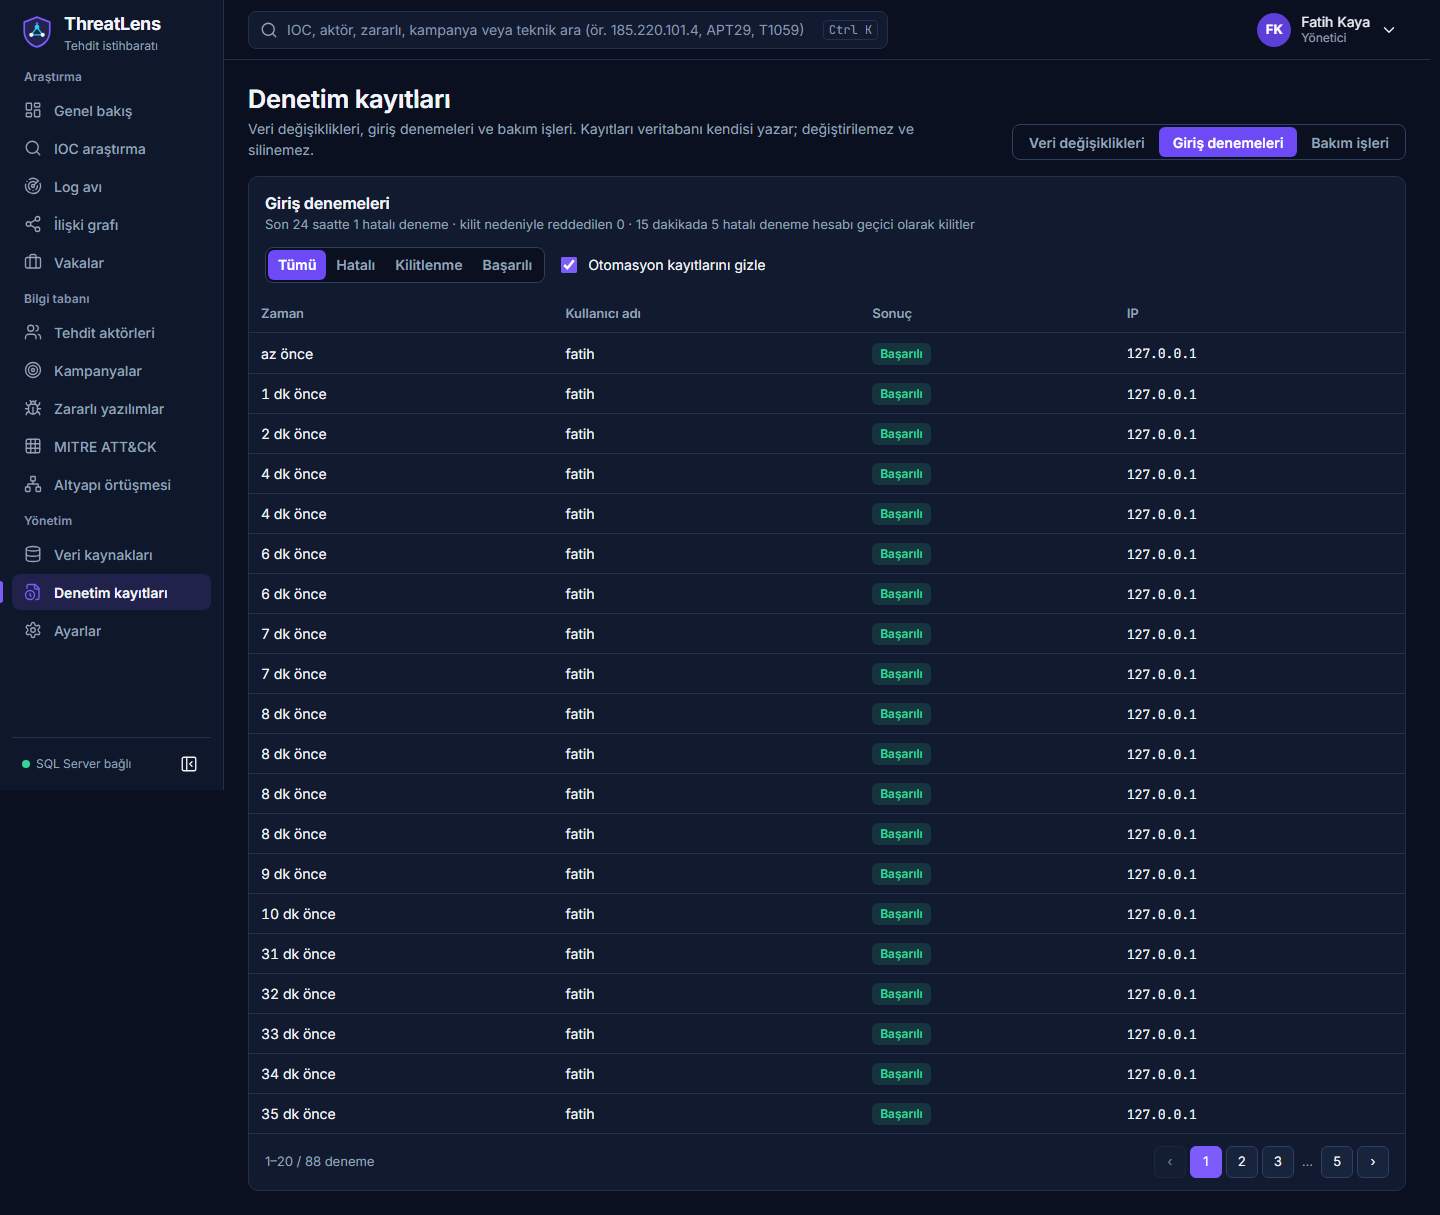 ThreatLens
Tehdit istihbaratı
Araştırma
Genel bakış
IOC araştırma
Log avı
İlişki grafı
Vakalar
Bilgi tabanı
Tehdit aktörleri
Kampanyalar
Zararlı yazılımlar
MITRE ATT&CK
Altyapı örtüşmesi
Yönetim
Veri kaynakları
Denetim kayıtları
Ayarlar
SQL Server bağlı
IOC, aktör, zararlı, kampanya veya teknik ara (ör. 185.220.101.4, APT29, T1059) Ctrl K
FK
Fatih Kaya
Yönetici
Denetim kayıtları
Veri değişiklikleri, giriş denemeleri ve bakım işleri. Kayıtları veritabanı kendisi yazar; değiştirilemez ve
silinemez.
Veri değişiklikleri Giriş denemeleri Bakım işleri
Giriş denemeleri
Son 24 saatte 1 hatalı deneme · kilit nedeniyle reddedilen 0 · 15 dakikada 5 hatalı deneme hesabı geçici olarak kilitler
Tümü Hatalı Kilitlenme Başarılı Otomasyon kayıtlarını gizle
Zaman Kullanıcı adı Sonuç IP
az önce fatih Başarılı 127.0.0.1
1 dk önce fatih Başarılı 127.0.0.1
2 dk önce fatih Başarılı 127.0.0.1
4 dk önce fatih Başarılı 127.0.0.1
4 dk önce fatih Başarılı 127.0.0.1
6 dk önce fatih Başarılı 127.0.0.1
6 dk önce fatih Başarılı 127.0.0.1
7 dk önce fatih Başarılı 127.0.0.1
7 dk önce fatih Başarılı 127.0.0.1
8 dk önce fatih Başarılı 127.0.0.1
8 dk önce fatih Başarılı 127.0.0.1
8 dk önce fatih Başarılı 127.0.0.1
8 dk önce fatih Başarılı 127.0.0.1
9 dk önce fatih Başarılı 127.0.0.1
10 dk önce fatih Başarılı 127.0.0.1
31 dk önce fatih Başarılı 127.0.0.1
32 dk önce fatih Başarılı 127.0.0.1
33 dk önce fatih Başarılı 127.0.0.1
34 dk önce fatih Başarılı 127.0.0.1
35 dk önce fatih Başarılı 127.0.0.1
1–20 / 88 deneme ‹ 1 2 3 … 5 ›